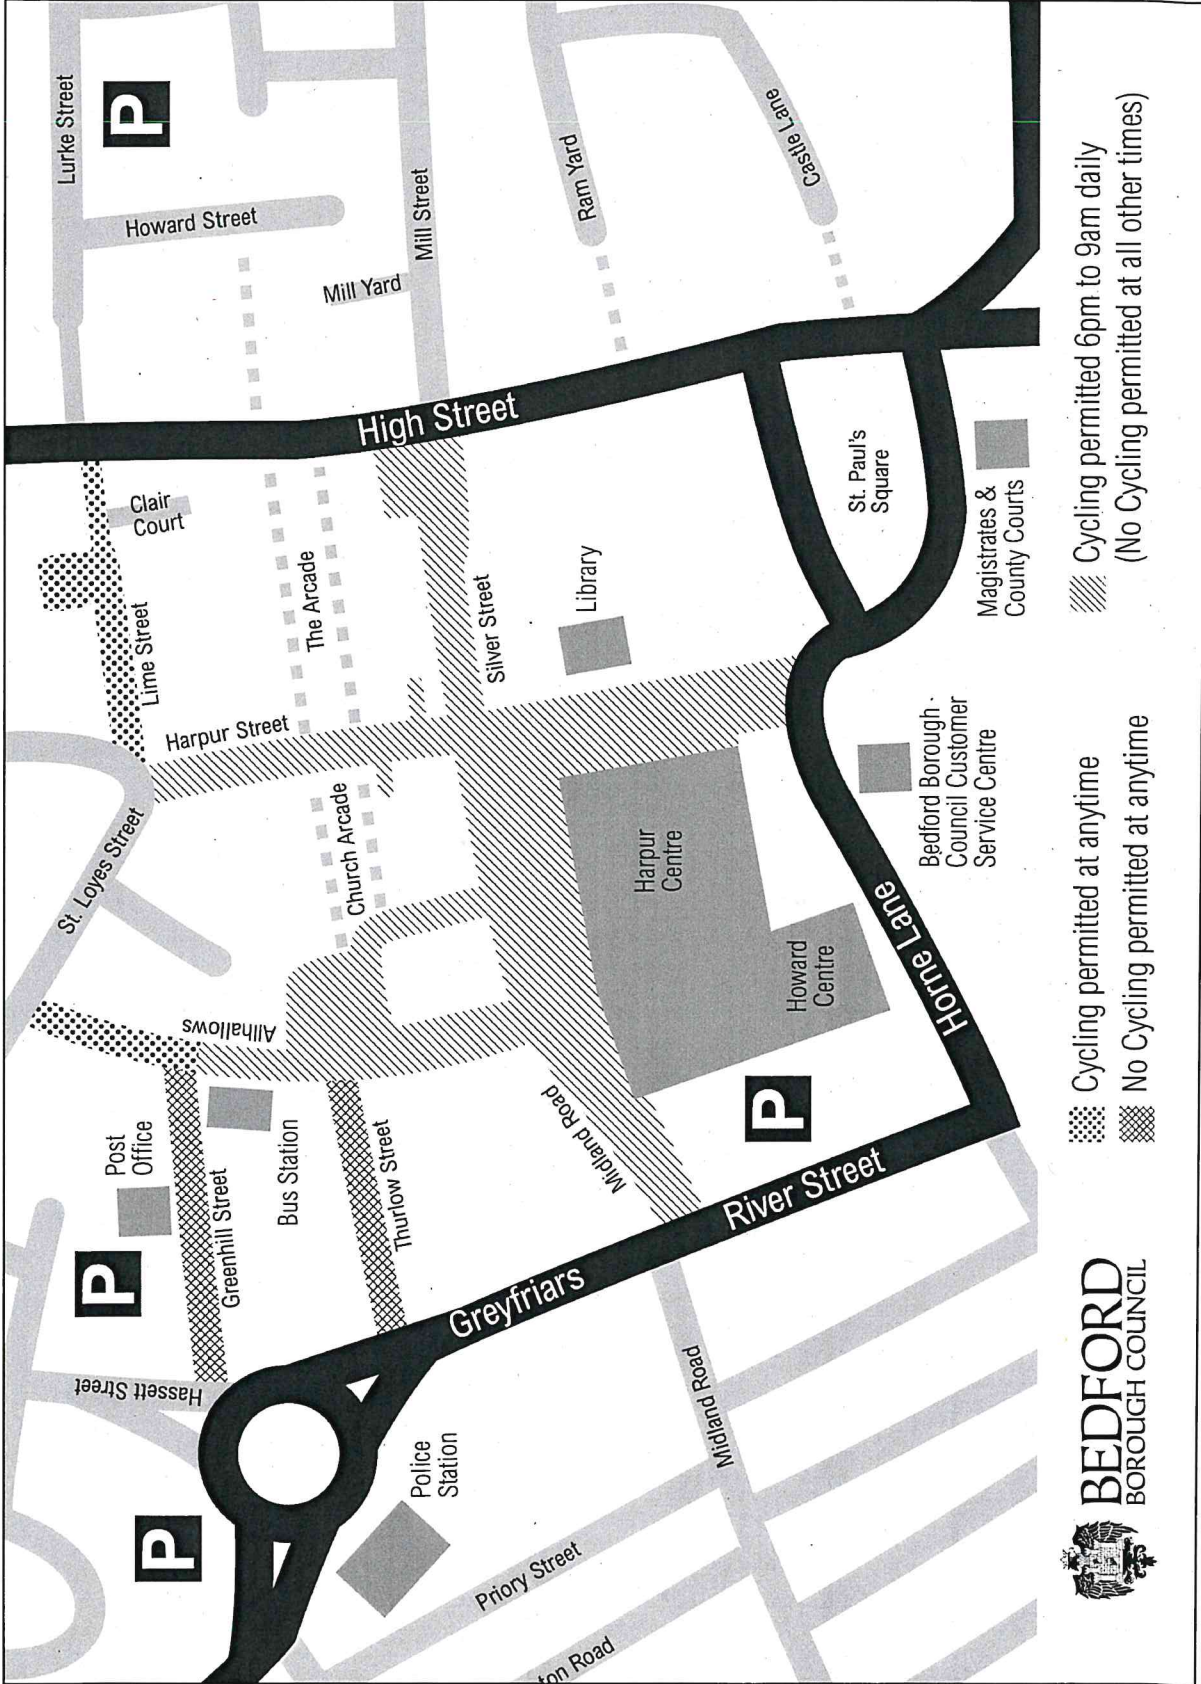 Lurke Street
P
Howard Street
Mill Yard
Mill Street
Ram Yard
Castle Lane
High Street
Clair
Court
Lime Street
The Arcade
Harpur Street
Silver Street
Library
St. Paul's
Square
Magistrates &
County Courts
St. Loyes Street
Church Arcade
Harpur
Centre
Howard
Centre
Bedford Borough
Council Customer
Service Centre
Horne Lane
Allhallows
Post
Office
Bus Station
Greenhill Street
Thurlow Street
Midland Road
P
River Street
P
Greyfriars
Hassett Street
P
Police
Station
Midland Road
Priory Street
ton Road
Cycling permitted at anytime
No Cycling permitted at anytime
Cycling permitted 6pm to 9am daily
(No Cycling permitted at all other times)
BEDFORD
BOROUGH COUNCIL